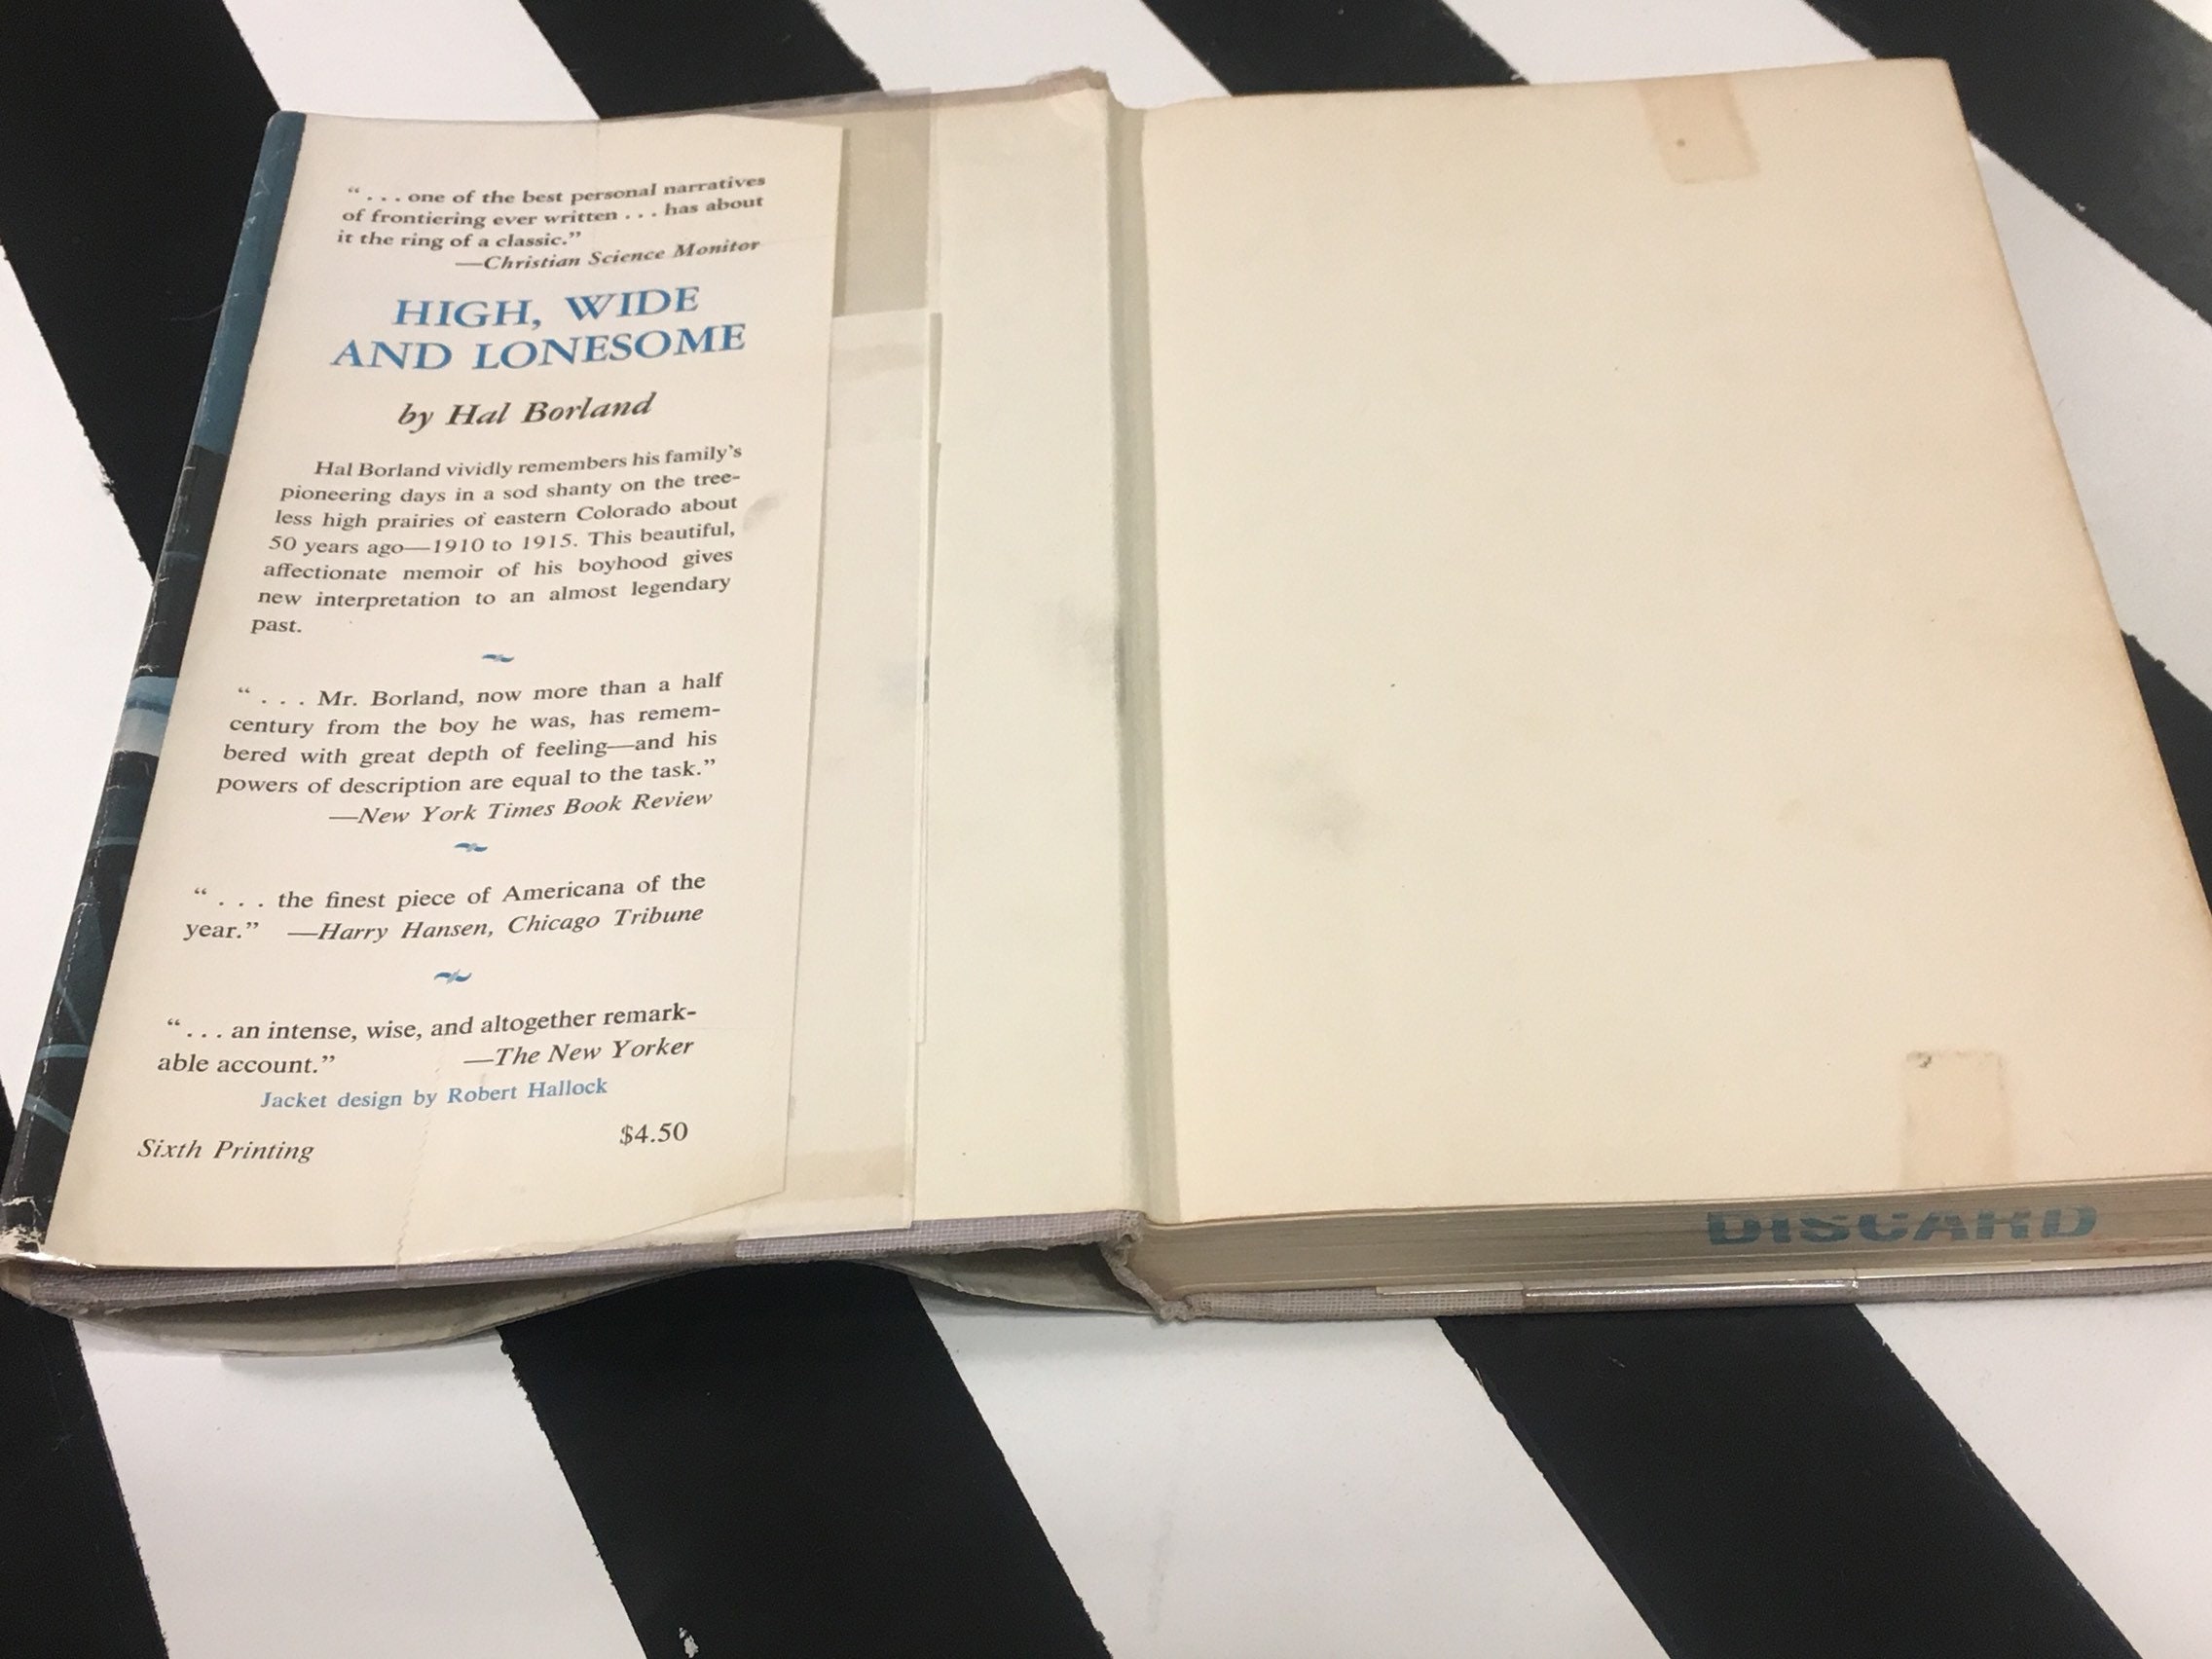 “ . . . one of the best personal narratives
of frontiering ever written . . . has about
it the ring of a classic.”
—Christian Science Monitor
HIGH, WIDE
AND LONESOME
by Hal Borland
Hal Borland vividly remembers his family’s
pioneering days in a sod shanty on the tree-
less high prairies of eastern Colorado about
50 years ago—1910 to 1915. This beautiful,
affectionate memoir of his boyhood gives
new interpretation to an almost legendary
past.
“ . . . Mr. Borland, now more than a half
century from the boy he was, has remem-
bered with great depth of feeling—and his
powers of description are equal to the task.”
—New York Times Book Review
“ . . . the finest piece of Americana of the
year.” —Harry Hansen, Chicago Tribune
“ . . . an intense, wise, and altogether remark-
able account.” —The New Yorker
Jacket design by Robert Hallock
Sixth Printing $4.50
DISCARD